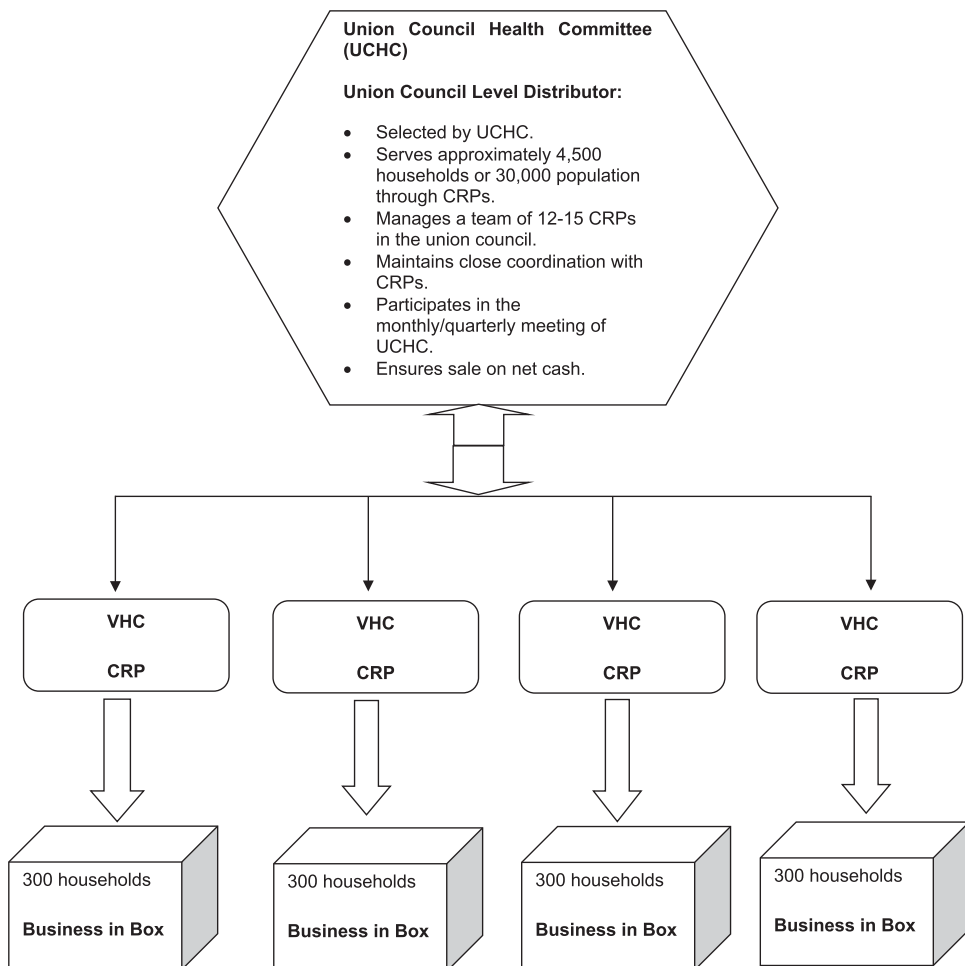 Union Council Health Committee
(UCHC)
Union Council Level Distributor:
• Selected by UCHC.
• Serves approximately 4,500
households or 30,000 population
through CRPs.
• Manages a team of 12-15 CRPs
in the union council.
• Maintains close coordination with
CRPs.
• Participates in the
monthly/quarterly meeting of
UCHC.
• Ensures sale on net cash.
VHC
CRP
VHC
CRP
VHC
CRP
VHC
CRP
300 households
Business in Box
300 households
Business in Box
300 households
Business in Box
300 households
Business in Box